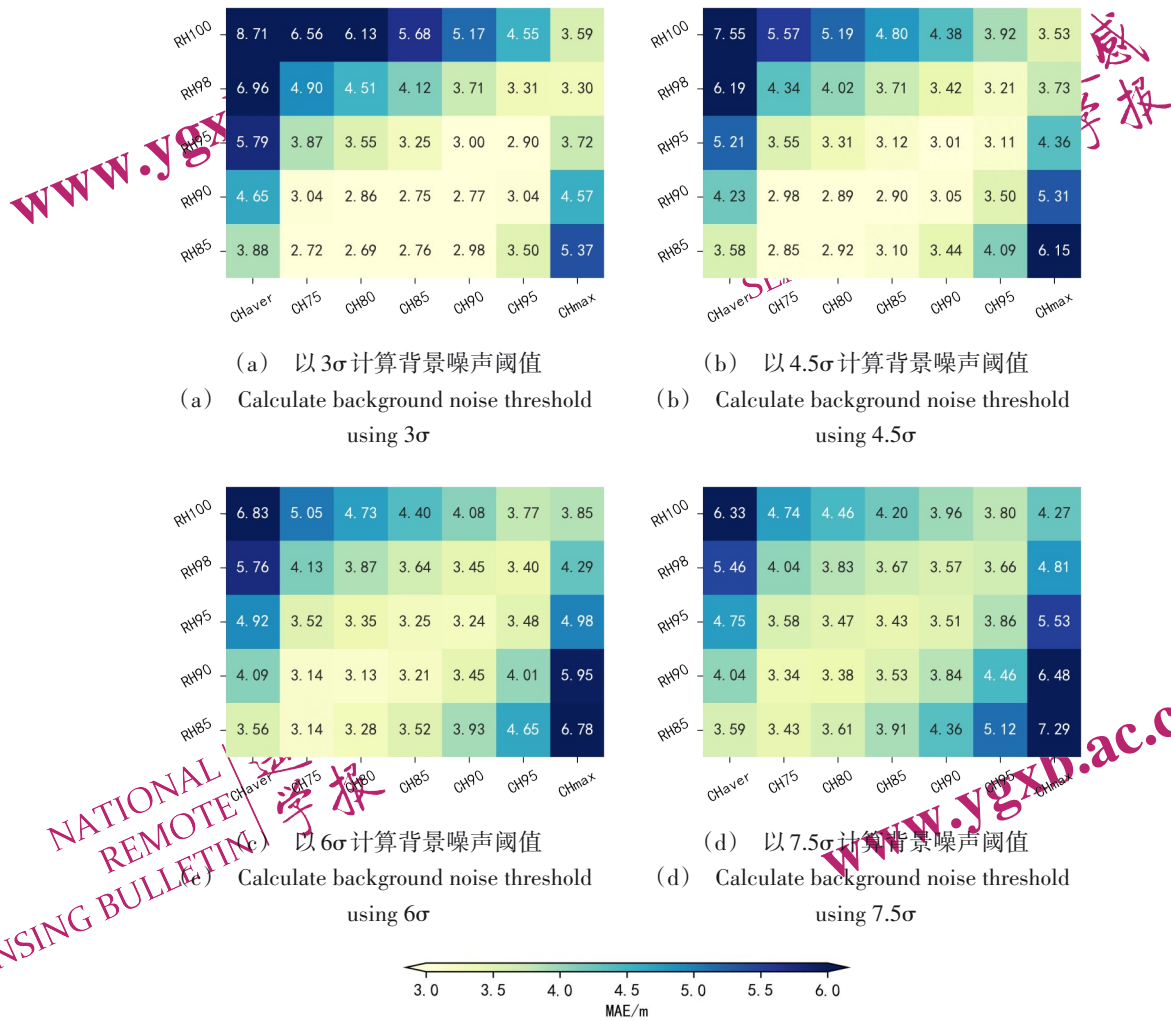 RH100 8.71 6.56 6.13 5.68 5.17 4.55 3.59
RH98 6.96 4.90 4.51 4.12 3.71 3.31 3.30
RH95 5.79 3.87 3.55 3.25 3.00 2.90 3.72
RH90 4.65 3.04 2.86 2.75 2.77 3.04 4.57
RH85 3.88 2.72 2.69 2.76 2.98 3.50 5.37
CHaver CH75 CH80 CH85 CH90 CH95 CHmax
(a) 以3σ计算背景噪声阈值
(a) Calculate background noise threshold
using 3σ
RH100 7.55 5.57 5.19 4.80 4.38 3.92 3.53
RH98 6.19 4.34 4.02 3.71 3.42 3.21 3.73
RH95 5.21 3.55 3.31 3.12 3.01 3.11 4.36
RH90 4.23 2.98 2.89 2.90 3.05 3.50 5.31
RH85 3.58 2.85 2.92 3.10 3.44 4.09 6.15
CHaver CH75 CH80 CH85 CH90 CH95 CHmax
(b) 以4.5σ计算背景噪声阈值
(b) Calculate background noise threshold
using 4.5σ
RH100 6.83 5.05 4.73 4.40 4.08 3.77 3.85
RH98 5.76 4.13 3.87 3.64 3.45 3.40 4.29
RH95 4.92 3.52 3.35 3.25 3.24 3.48 4.98
RH90 4.09 3.14 3.13 3.21 3.45 4.01 5.95
RH85 3.56 3.14 3.28 3.52 3.93 4.65 6.78
CHaver CH75 CH80 CH85 CH90 CH95 CHmax
(c) 以6σ计算背景噪声阈值
(c) Calculate background noise threshold
using 6σ
RH100 6.33 4.74 4.46 4.20 3.96 3.80 4.27
RH98 5.46 4.04 3.83 3.67 3.57 3.66 4.81
RH95 4.75 3.58 3.47 3.43 3.51 3.86 5.53
RH90 4.04 3.34 3.38 3.53 3.84 4.46 6.48
RH85 3.59 3.43 3.61 3.91 4.36 5.12 7.29
CHaver CH75 CH80 CH85 CH90 CH95 CHmax
(d) 以7.5σ计算背景噪声阈值
(d) Calculate background noise threshold
using 7.5σ
3.0 3.5 4.0 4.5 5.0 5.5 6.0
MAE/m
www.ygx
感
学报
NATIONAL
REMOTE
NSING BULLETIN
学报
www.ygxb.ac.c